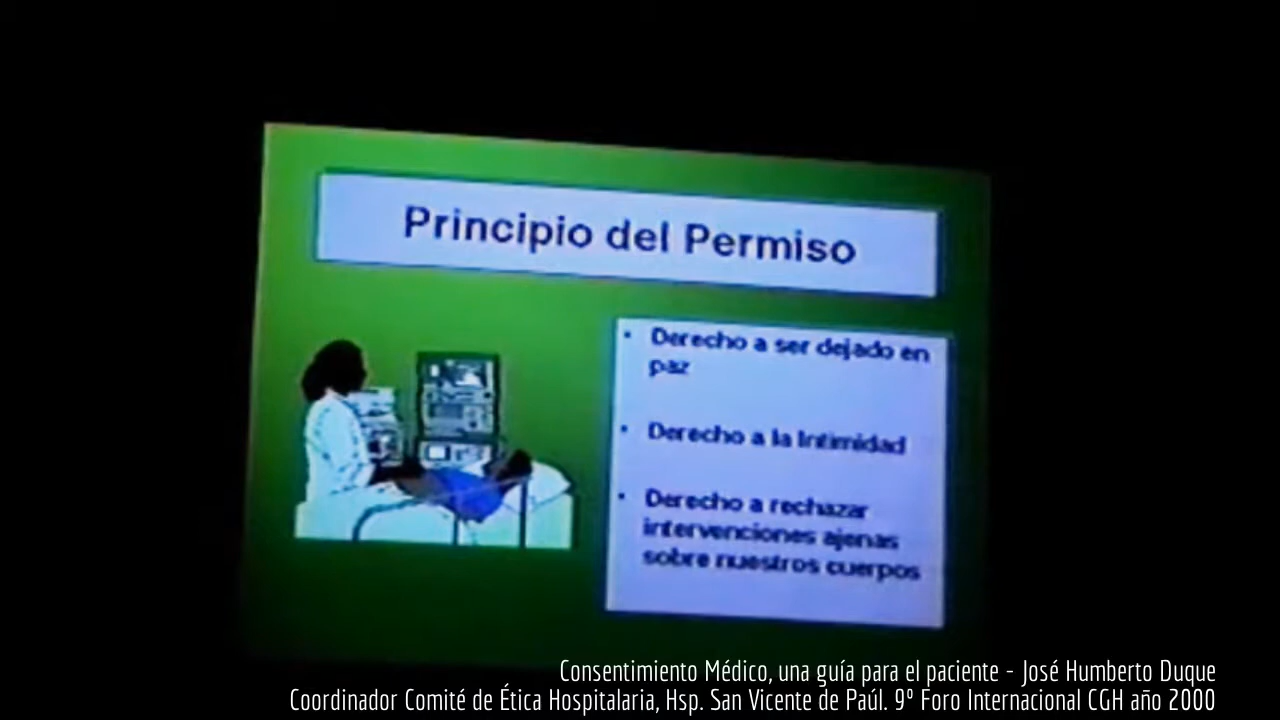 Principio del Permiso
• Derecho a ser dejado en
paz
• Derecho a la Intimidad
• Derecho a rechazar
intervenciones ajenas
sobre nuestros cuerpos
Consentimiento Médico, una guía para el paciente - José Humberto Duque
Coordinador Comité de Ética Hospitalaria, Hsp. San Vicente de Paúl. 9º Foro Internacional CGH año 2000